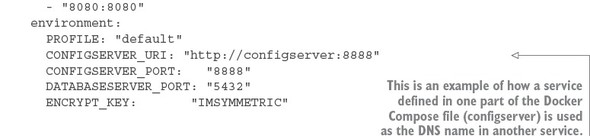 - "8080:8080"
environment:
PROFILE: "default"
CONFIGSERVER_URI: "http://configserver:8888"
CONFIGSERVER_PORT: "8888"
DATABASESERVER_PORT: "5432"
ENCRYPT_KEY: "IMSYMMETRIC"
This is an example of how a service
defined in one part of the Docker
Compose file (configserver) is used
as the DNS name in another service.